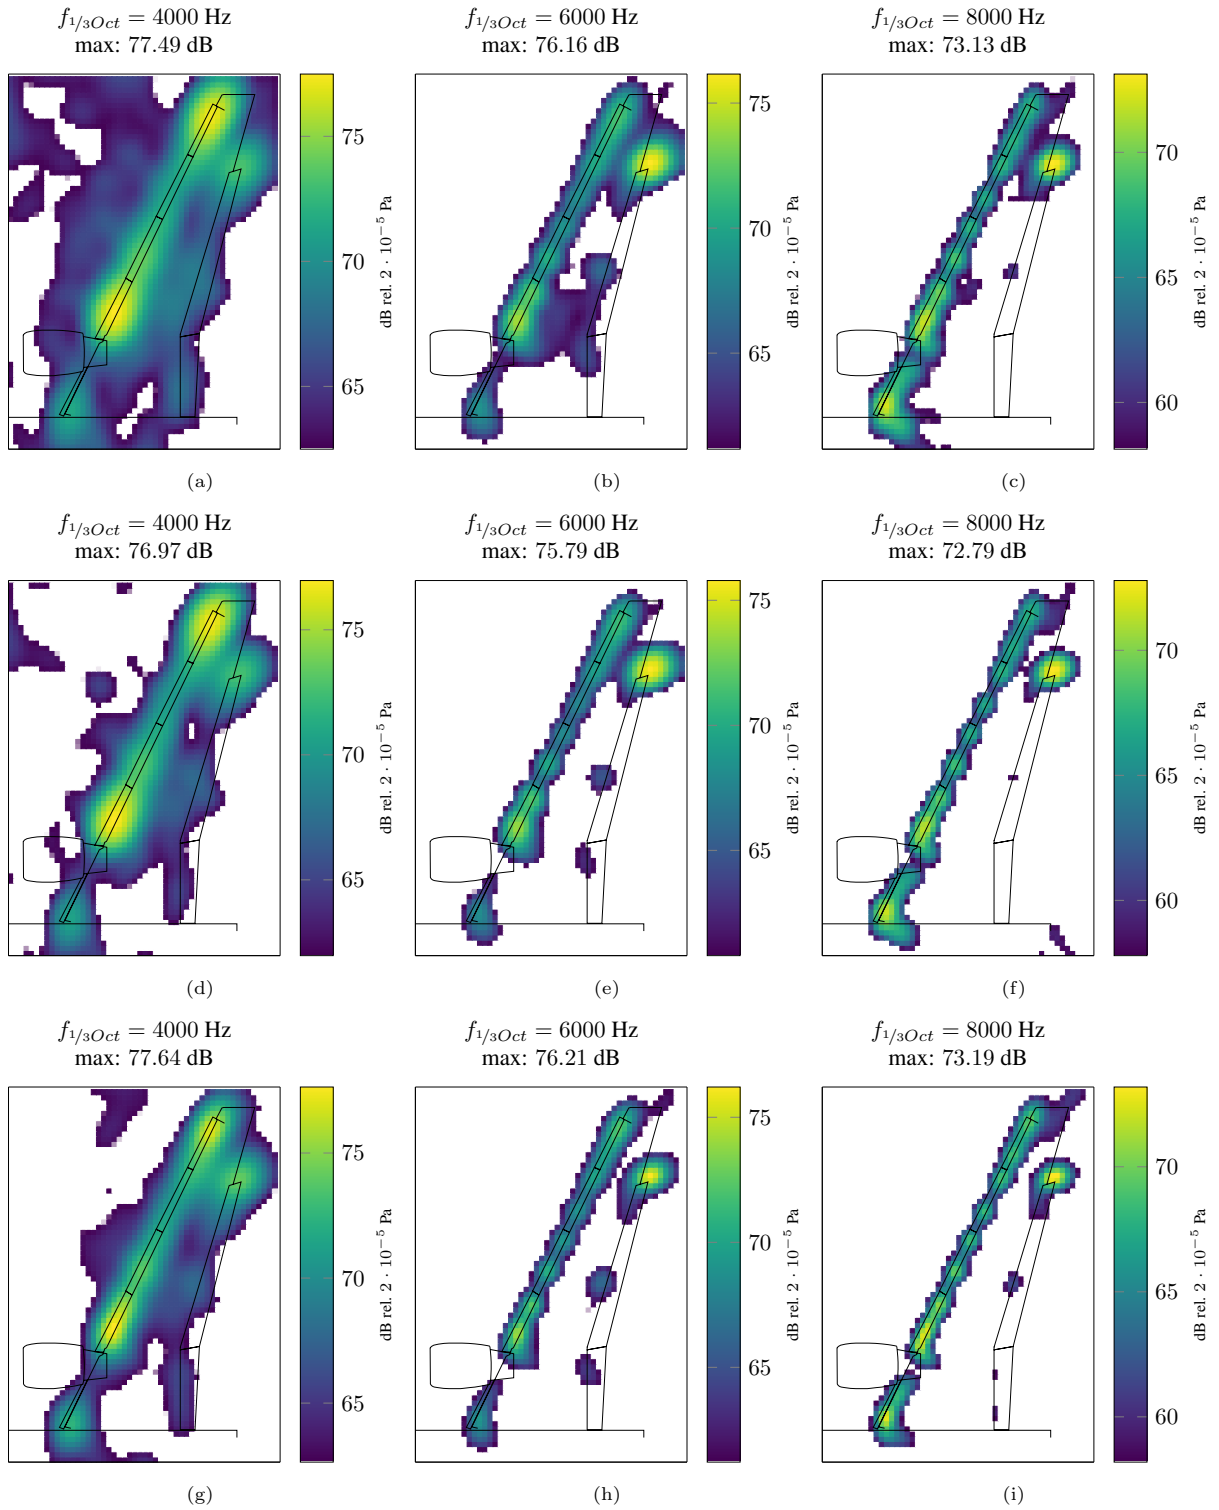 f1/3Oct = 4000 Hz
max: 77.49 dB
75
70
65
dB rel. 2 · 10⁻⁵ Pa
(a)
f1/3Oct = 6000 Hz
max: 76.16 dB
75
70
65
dB rel. 2 · 10⁻⁵ Pa
(b)
f1/3Oct = 8000 Hz
max: 73.13 dB
70
65
60
dB rel. 2 · 10⁻⁵ Pa
(c)
f1/3Oct = 4000 Hz
max: 76.97 dB
75
70
65
dB rel. 2 · 10⁻⁵ Pa
(d)
f1/3Oct = 6000 Hz
max: 75.79 dB
75
70
65
dB rel. 2 · 10⁻⁵ Pa
(e)
f1/3Oct = 8000 Hz
max: 72.79 dB
70
65
60
dB rel. 2 · 10⁻⁵ Pa
(f)
f1/3Oct = 4000 Hz
max: 77.64 dB
75
70
65
dB rel. 2 · 10⁻⁵ Pa
(g)
f1/3Oct = 6000 Hz
max: 76.21 dB
75
70
65
dB rel. 2 · 10⁻⁵ Pa
(h)
f1/3Oct = 8000 Hz
max: 73.19 dB
70
65
60
dB rel. 2 · 10⁻⁵ Pa
(i)